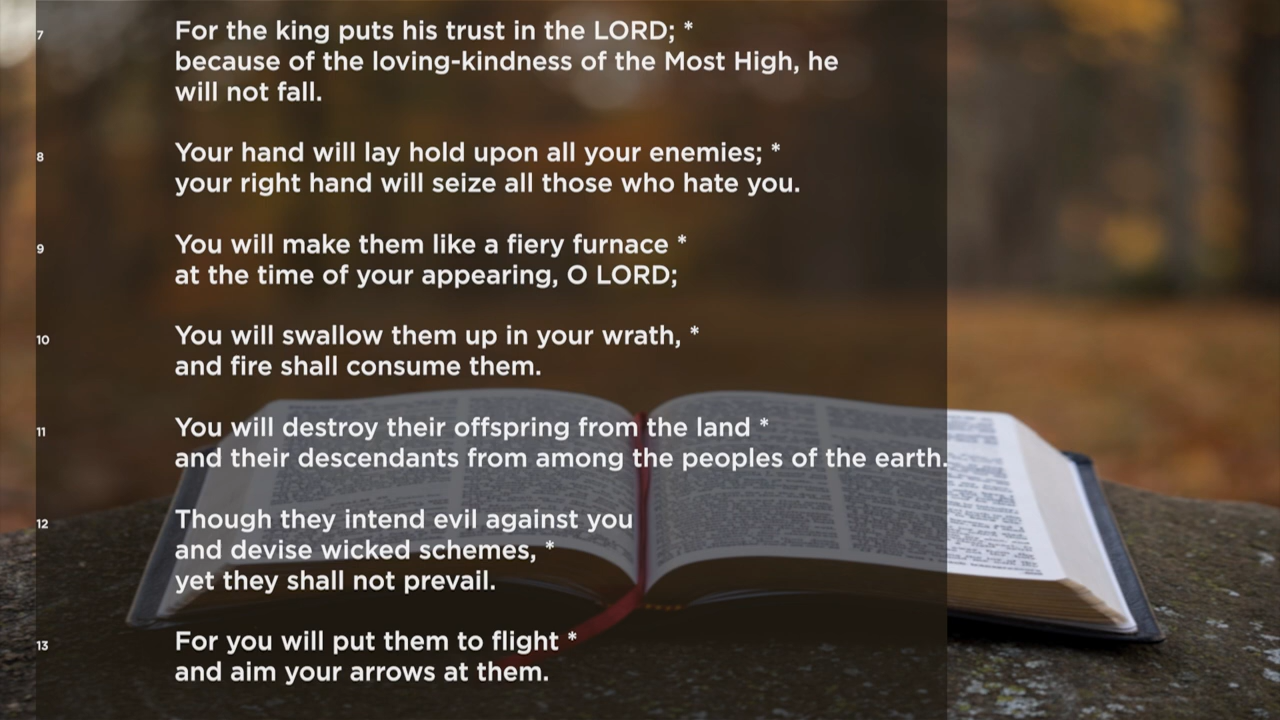 7 For the king puts his trust in the LORD; *
because of the loving-kindness of the Most High, he
will not fall.
8 Your hand will lay hold upon all your enemies; *
your right hand will seize all those who hate you.
9 You will make them like a fiery furnace *
at the time of your appearing, O LORD;
10 You will swallow them up in your wrath, *
and fire shall consume them.
11 You will destroy their offspring from the land *
and their descendants from among the peoples of the earth.
12 Though they intend evil against you
and devise wicked schemes, *
yet they shall not prevail.
13 For you will put them to flight *
and aim your arrows at them.